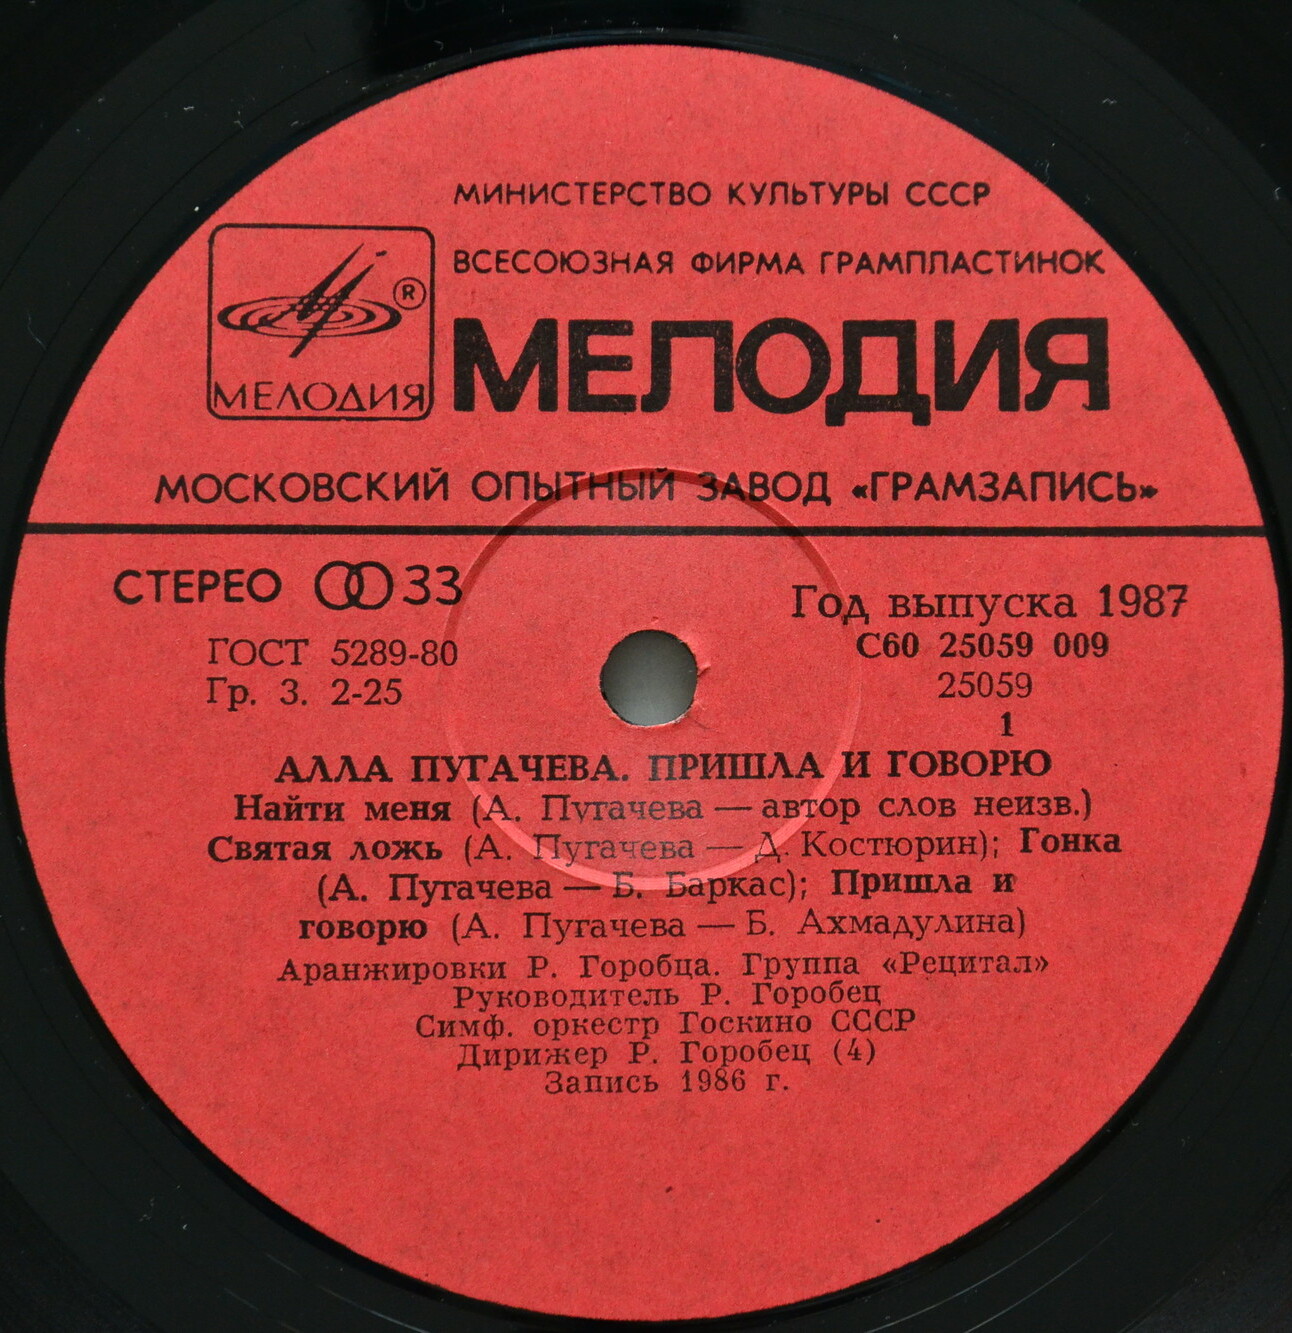 МИНИСТЕРСТВО КУЛЬТУРЫ СССР
ВСЕСОЮЗНАЯ ФИРМА ГРАМПЛАСТИНОК
®
МЕЛОДИЯ
МЕЛОДИЯ
МОСКОВСКИЙ ОПЫТНЫЙ ЗАВОД «ГРАМЗАПИСЬ»
СТЕРЕО 33
Год выпуска 1987
ГОСТ 5289-80
С60 25059 009
Гр. 3. 2-25
25059
1
АЛЛА ПУГАЧЕВА. ПРИШЛА И ГОВОРЮ
Найти меня (А. Пугачева — автор слов неизв.)
Святая ложь (А. Пугачева — Д. Костюрин); Гонка
(А. Пугачева — Б. Баркас); Пришла и
говорю (А. Пугачева — Б. Ахмадулина)
Аранжировки Р. Горобца. Группа «Рецитал»
Руководитель Р. Горобец
Симф. оркестр Госкино СССР
Дирижер Р. Горобец (4)
Запись 1986 г.